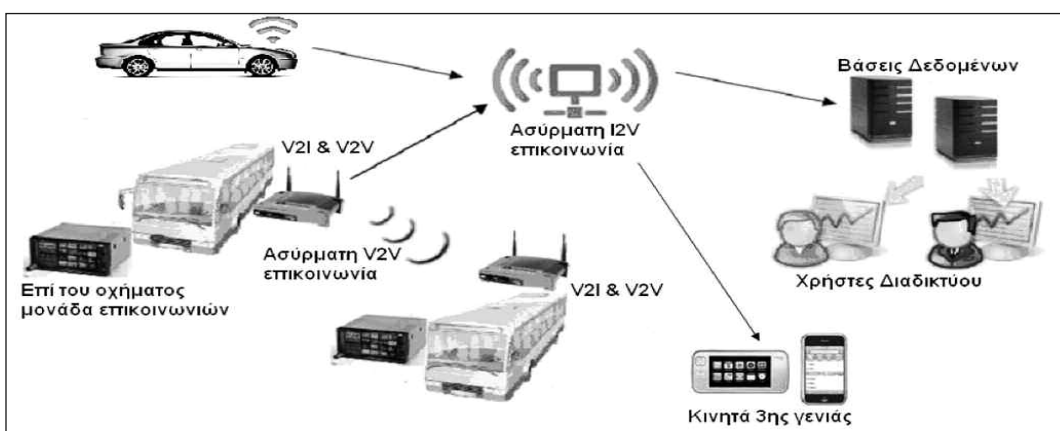 Βάσεις Δεδομένων
Ασύρματη I2V
επικοινωνία
V2I & V2V
Ασύρματη V2V
επικοινωνία
Επί του οχήματος
μονάδα επικοινωνιών
V2I & V2V
Χρήστες Διαδικτύου
Κινητά 3ης γενιάς